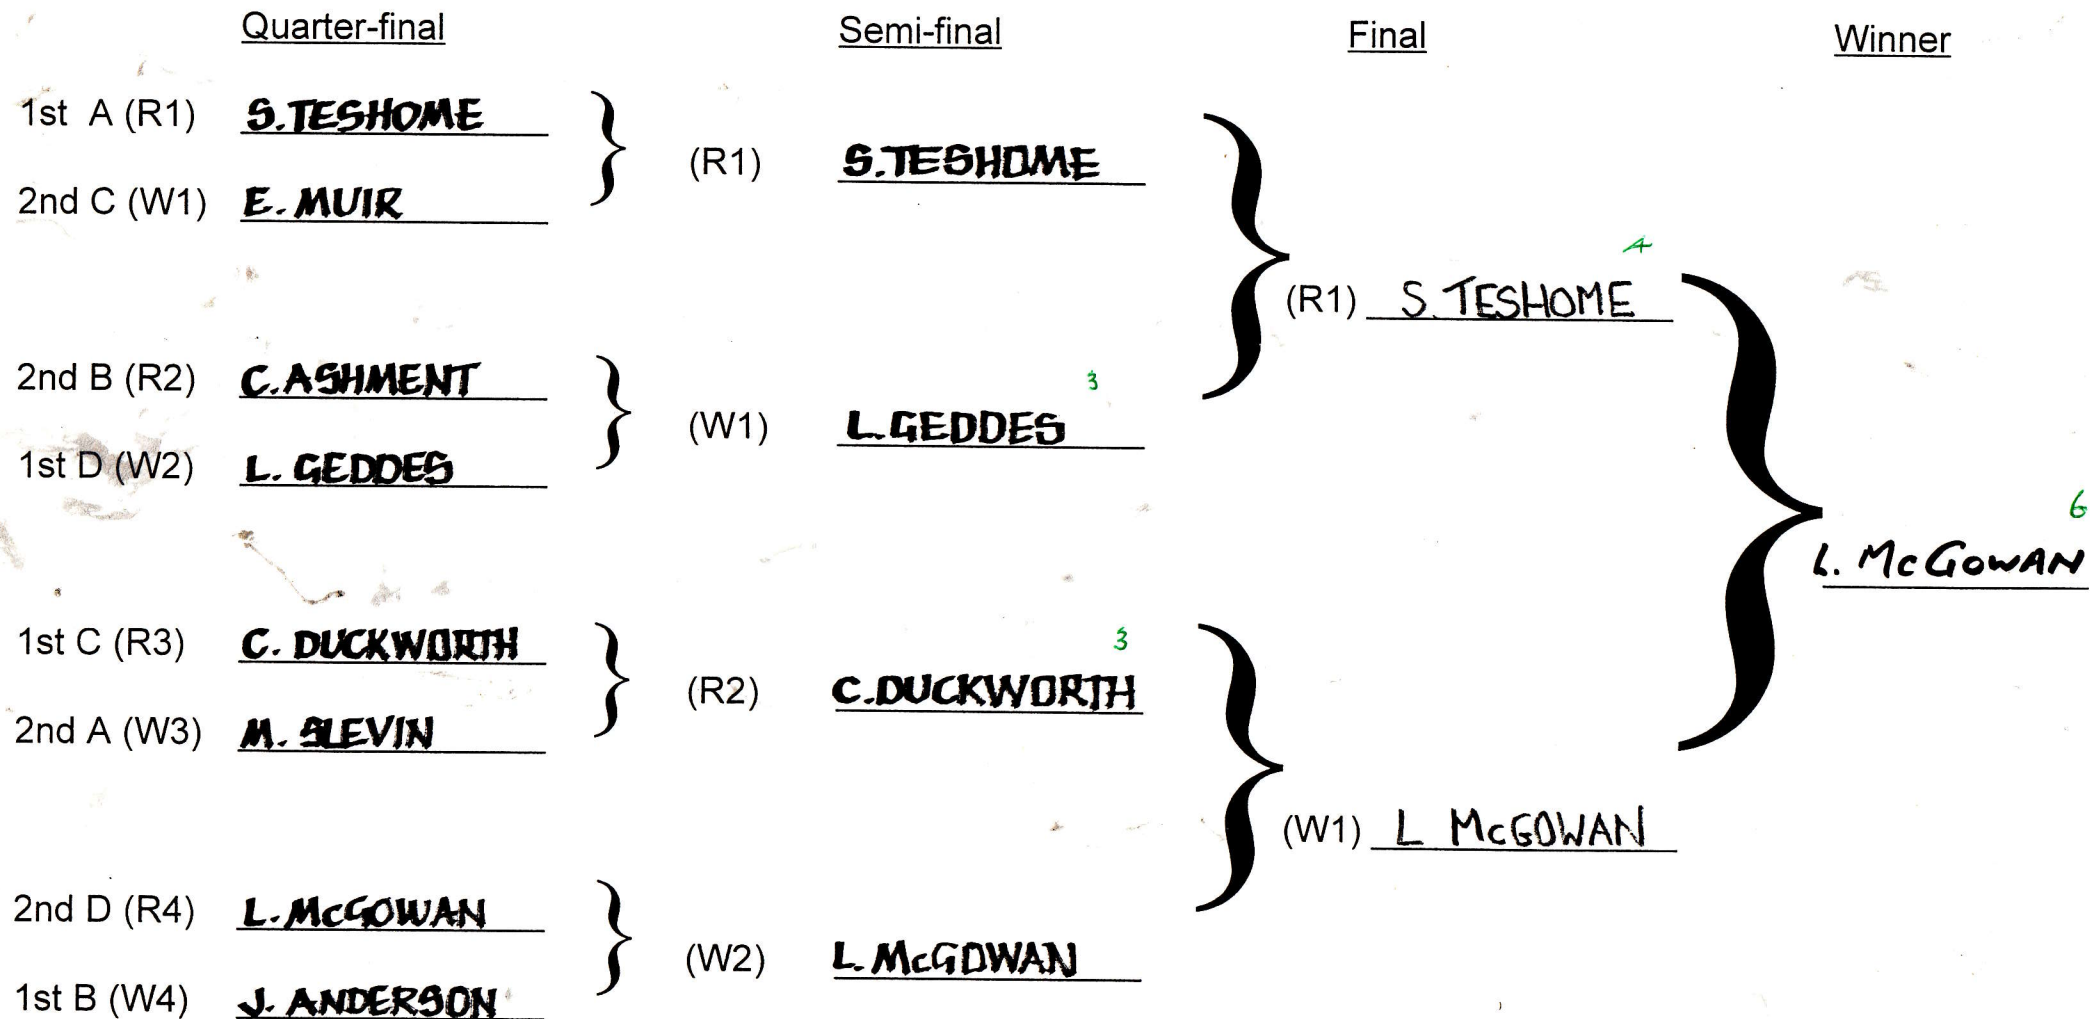 Quarter-final Semi-final Final Winner
1st A (R1) S. TESHOME
(R1) S. TESHOME
2nd C (W1) E. MUIR
4
(R1) S. TESHOME
2nd B (R2) C. ASHMENT
3
(W1) L. GEDDES
1st D (W2) L. GEDDES
6
L. McGOWAN
1st C (R3) C. DUCKWORTH
3
(R2) C. DUCKWORTH
2nd A (W3) M. SLEVIN
(W1) L McGOWAN
2nd D (R4) L. McGOWAN
(W2) L. McGOWAN
1st B (W4) J. ANDERSON